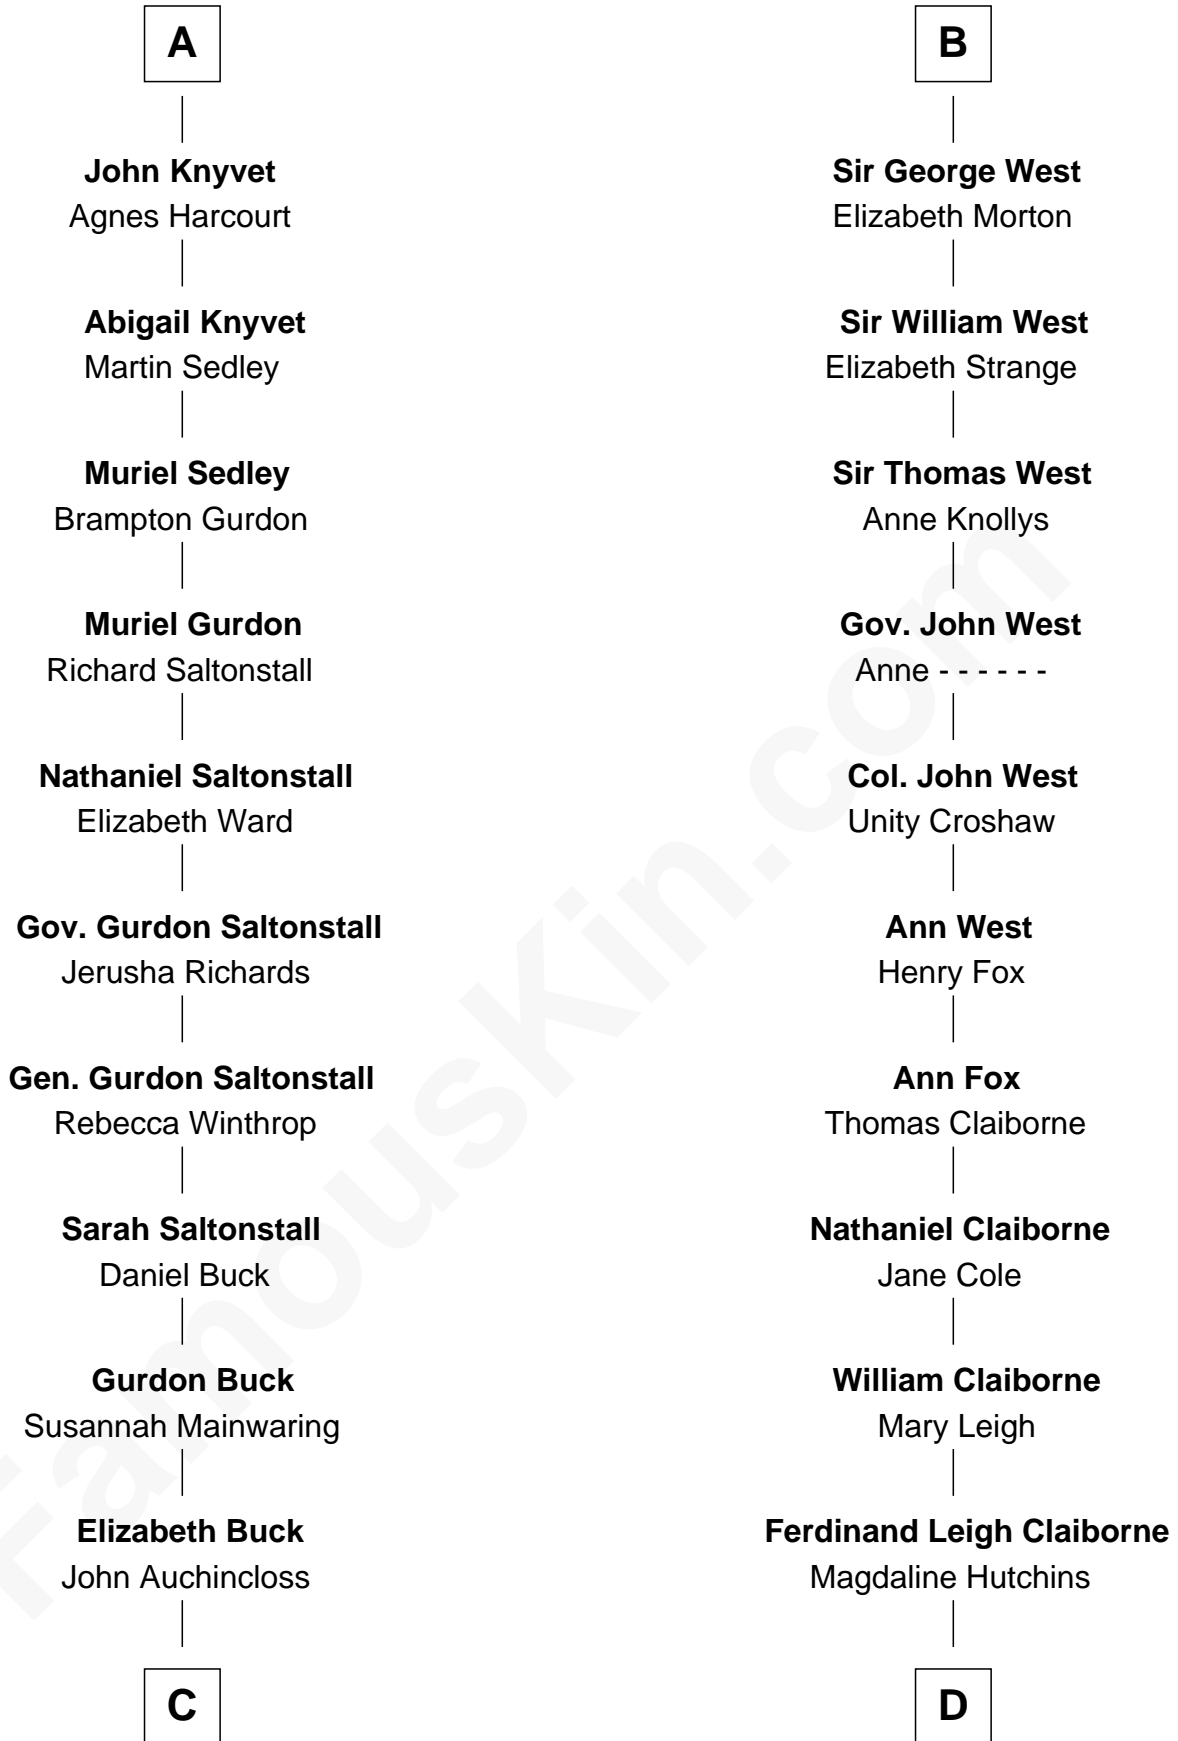 A
John Knyvet
Agnes Harcourt
Abigail Knyvet
Martin Sedley
Muriel Sedley
Brampton Gurdon
Muriel Gurdon
Richard Saltonstall
Nathaniel Saltonstall
Elizabeth Ward
Gov. Gurdon Saltonstall
Jerusha Richards
Gen. Gurdon Saltonstall
Rebecca Winthrop
Sarah Saltonstall
Daniel Buck
Gurdon Buck
Susannah Mainwaring
Elizabeth Buck
John Auchincloss
C
B
Sir George West
Elizabeth Morton
Sir William West
Elizabeth Strange
Sir Thomas West
Anne Knollys
Gov. John West
Anne - - - - - -
Col. John West
Unity Croshaw
Ann West
Henry Fox
Ann Fox
Thomas Claiborne
Nathaniel Claiborne
Jane Cole
William Claiborne
Mary Leigh
Ferdinand Leigh Claiborne
Magdaline Hutchins
D
FamousKin.com